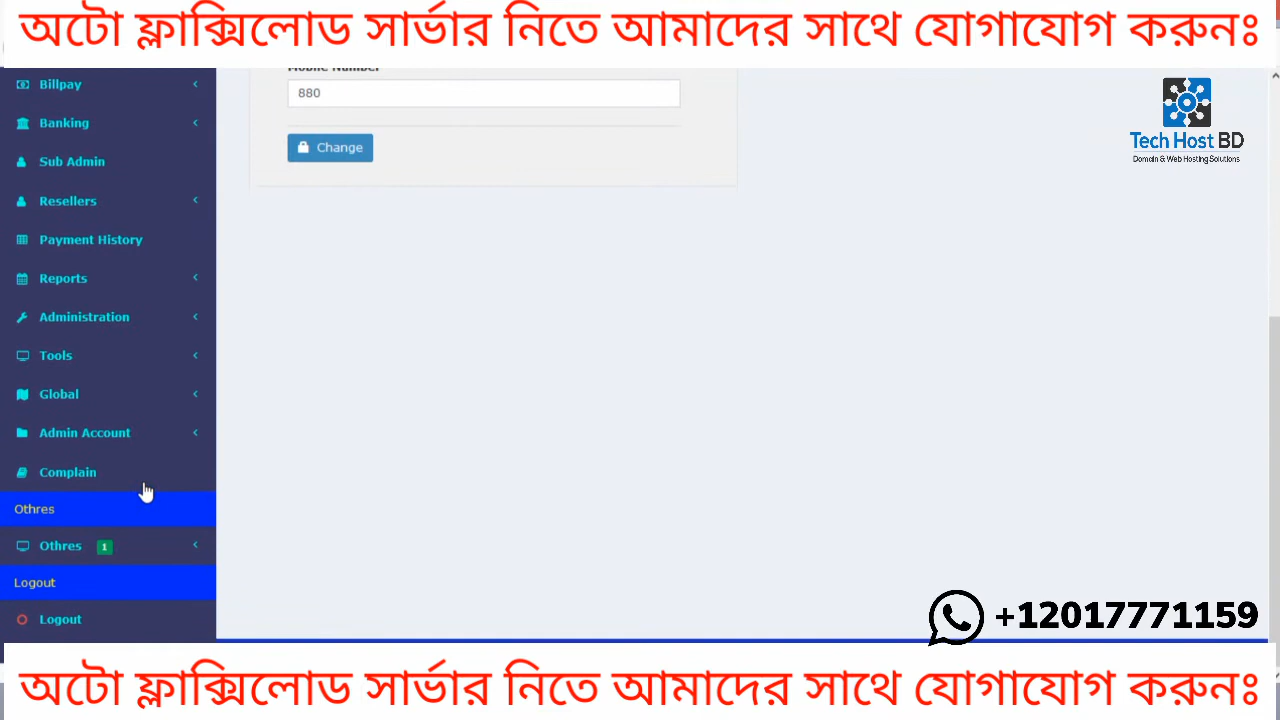 অটো ফ্লাক্সিলোড সার্ভার নিতে আমাদের সাথে যোগাযোগ করুনঃ
Mobile Number
880
Change
Tech Host BD
Domain & Web Hosting Solutions
Billpay
Banking
Sub Admin
Resellers
Payment History
Reports
Administration
Tools
Global
Admin Account
Complain
Othres
Othres 1
Logout
Logout
+12017771159
অটো ফ্লাক্সিলোড সার্ভার নিতে আমাদের সাথে যোগাযোগ করুনঃ